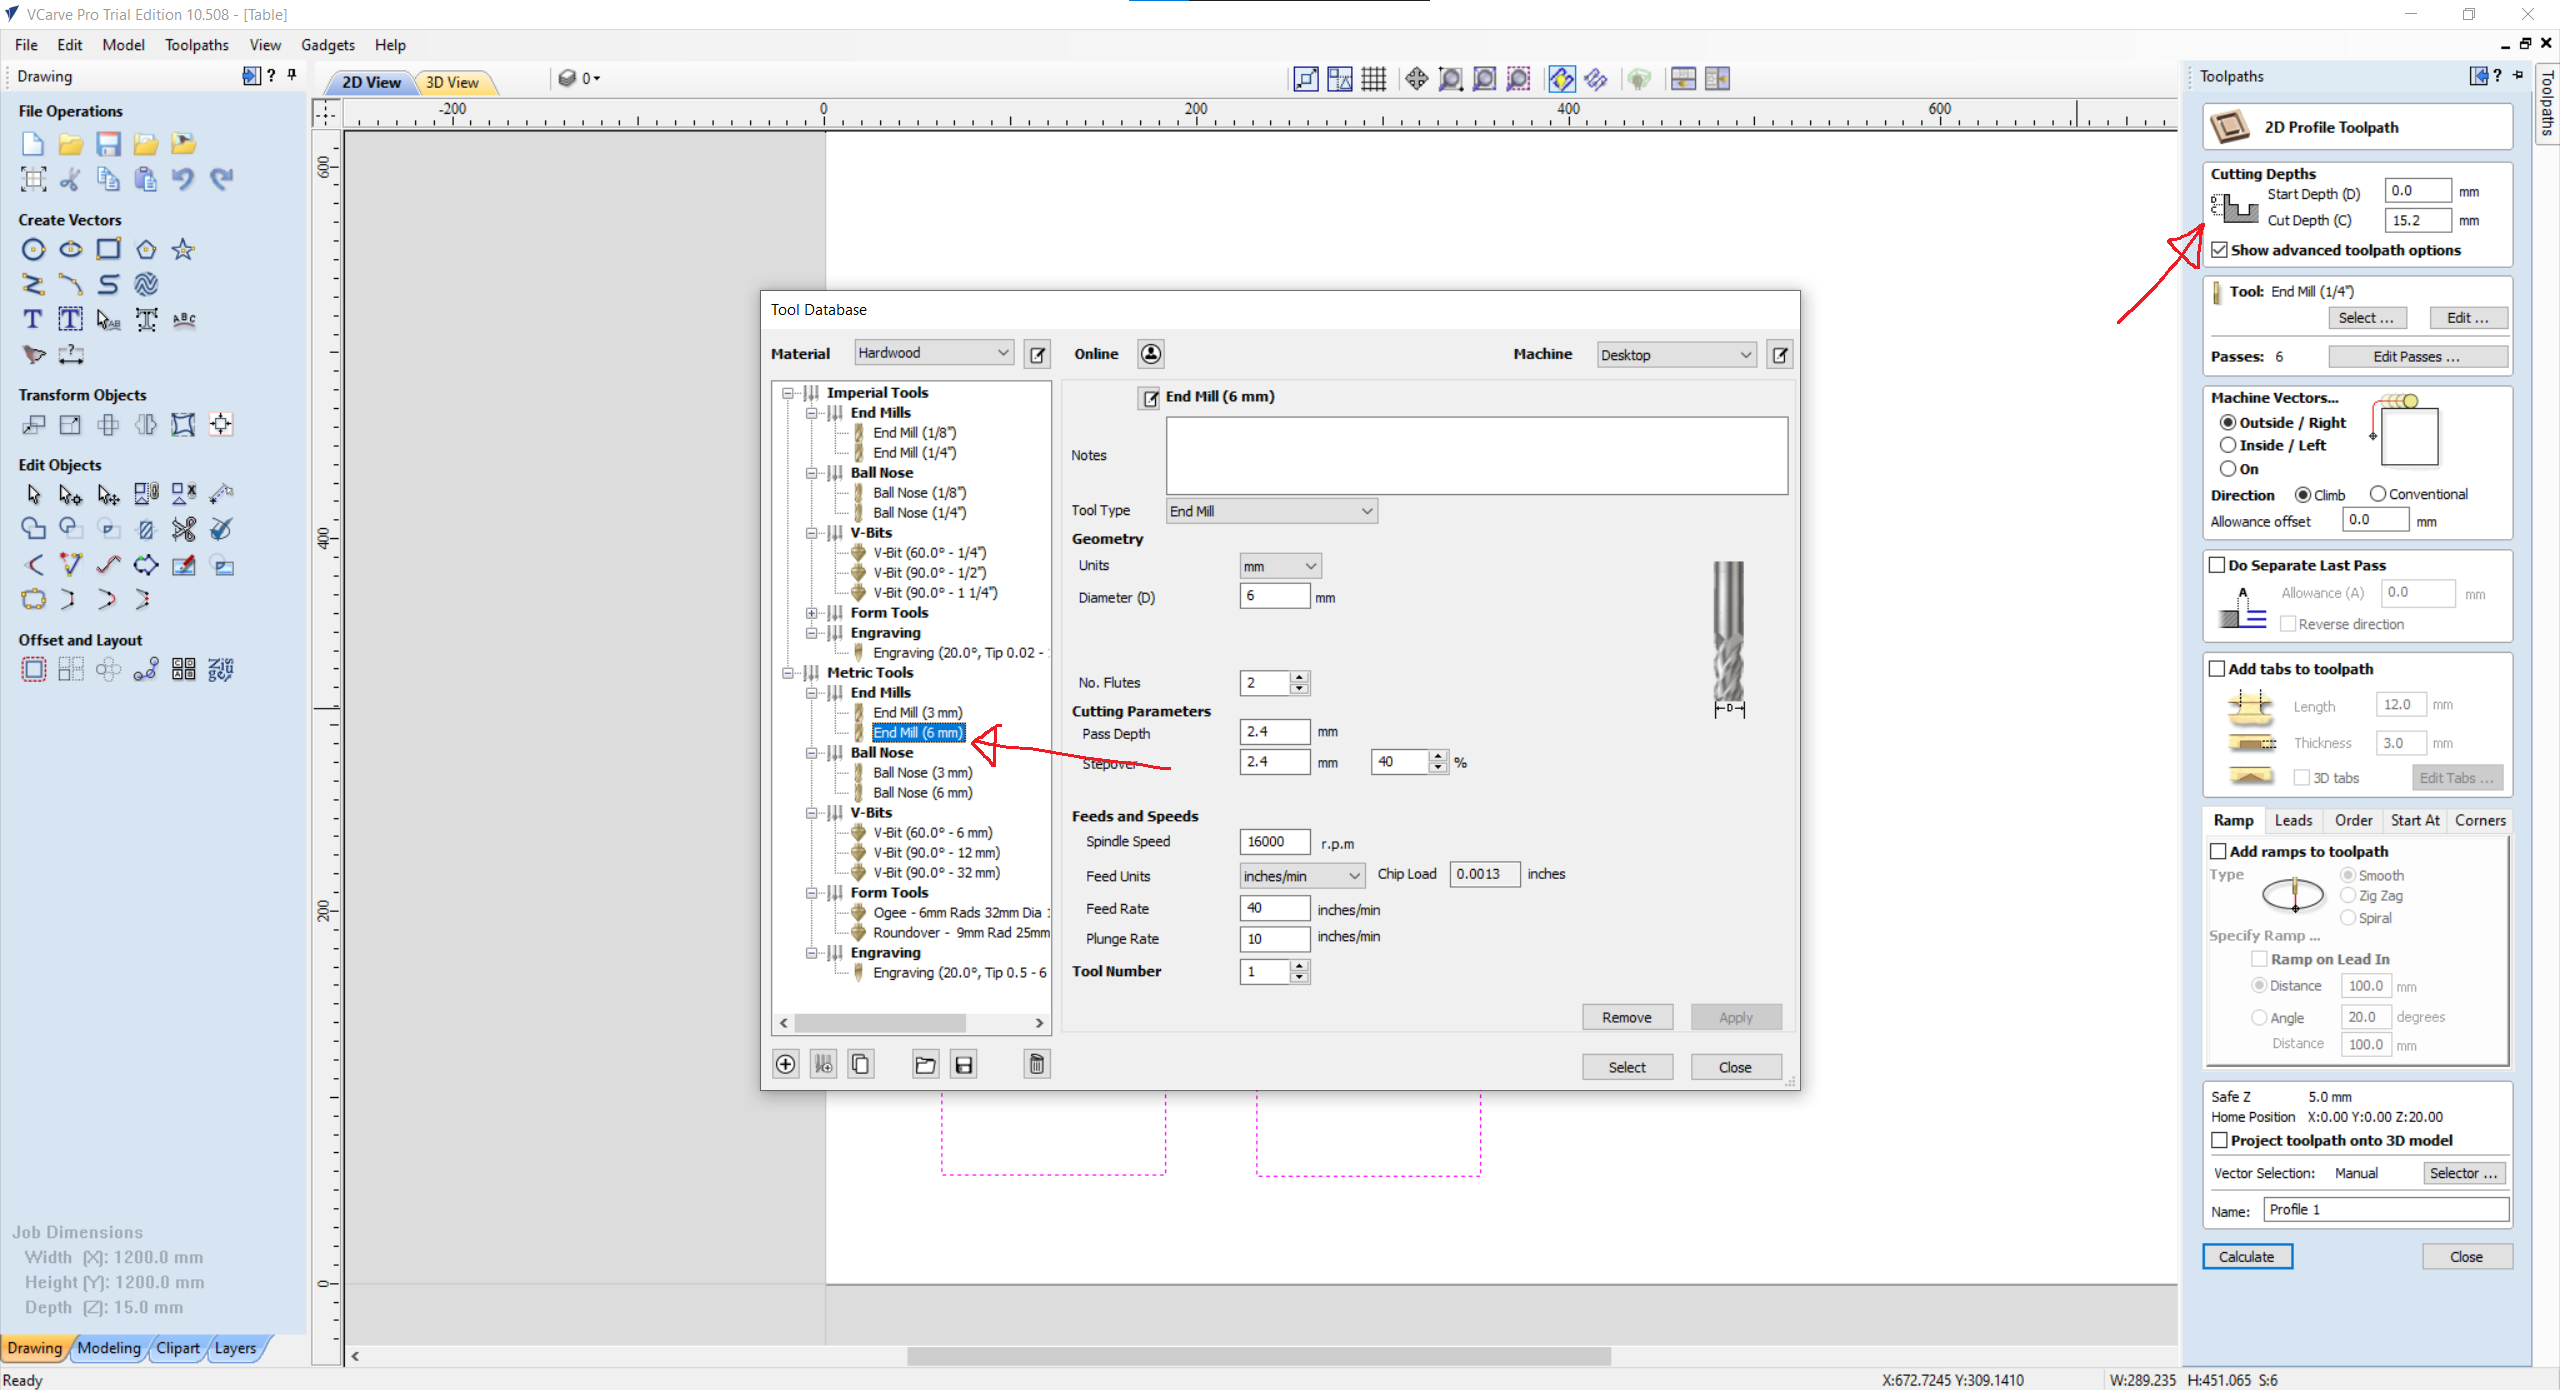 VCarve Pro Trial Edition 10.508 - [Table]
File Edit Model Toolpaths View Gadgets Help
Drawing
File Operations
Create Vectors
Transform Objects
Edit Objects
Offset and Layout
Job Dimensions
Width (X): 1200.0 mm
Height (Y): 1200.0 mm
Depth (Z): 15.0 mm
Drawing Modeling Clipart Layers
Ready
2D View 3D View 0
-200 0 200 400 600
600
400
200
0
Tool Database
Material Hardwood Online Machine Desktop
Imperial Tools
End Mills
End Mill (1/8")
End Mill (1/4")
Ball Nose
Ball Nose (1/8")
Ball Nose (1/4")
V-Bits
V-Bit (60.0° - 1/4")
V-Bit (90.0° - 1/2")
V-Bit (90.0° - 1 1/4")
Form Tools
Engraving
Engraving (20.0°, Tip 0.02 -
Metric Tools
End Mills
End Mill (3 mm)
End Mill (6 mm)
Ball Nose
Ball Nose (3 mm)
Ball Nose (6 mm)
V-Bits
V-Bit (60.0° - 6 mm)
V-Bit (90.0° - 12 mm)
V-Bit (90.0° - 32 mm)
Form Tools
Ogee - 6mm Rads 32mm Dia
Roundover - 9mm Rad 25mm
Engraving
Engraving (20.0°, Tip 0.5 - 6
End Mill (6 mm)
Notes
Tool Type End Mill
Geometry
Units mm
Diameter (D) 6 mm
No. Flutes 2
D
Cutting Parameters
Pass Depth 2.4 mm
Stepover 2.4 mm 40 %
Feeds and Speeds
Spindle Speed 16000 r.p.m
Feed Units inches/min Chip Load 0.0013 inches
Feed Rate 40 inches/min
Plunge Rate 10 inches/min
Tool Number 1
Remove Apply
Select Close
Toolpaths
Toolpaths
2D Profile Toolpath
Cutting Depths
Start Depth (D) 0.0 mm
Cut Depth (C) 15.2 mm
Show advanced toolpath options
Tool: End Mill (1/4")
Select ... Edit ...
Passes: 6 Edit Passes ...
Machine Vectors...
Outside / Right
Inside / Left
On
Direction Climb Conventional
Allowance offset 0.0 mm
Do Separate Last Pass
A Allowance (A) 0.0 mm
Reverse direction
Add tabs to toolpath
Length 12.0 mm
Thickness 3.0 mm
3D tabs Edit Tabs ...
Ramp Leads Order Start At Corners
Add ramps to toolpath
Type Smooth
Zig Zag
Spiral
Specify Ramp ...
Ramp on Lead In
Distance 100.0 mm
Angle 20.0 degrees
Distance 100.0 mm
Safe Z 5.0 mm
Home Position X:0.00 Y:0.00 Z:20.00
Project toolpath onto 3D model
Vector Selection: Manual Selector ...
Name: Profile 1
Calculate Close
X:672.7245 Y:309.1410 W:289.235 H:451.065 S:6